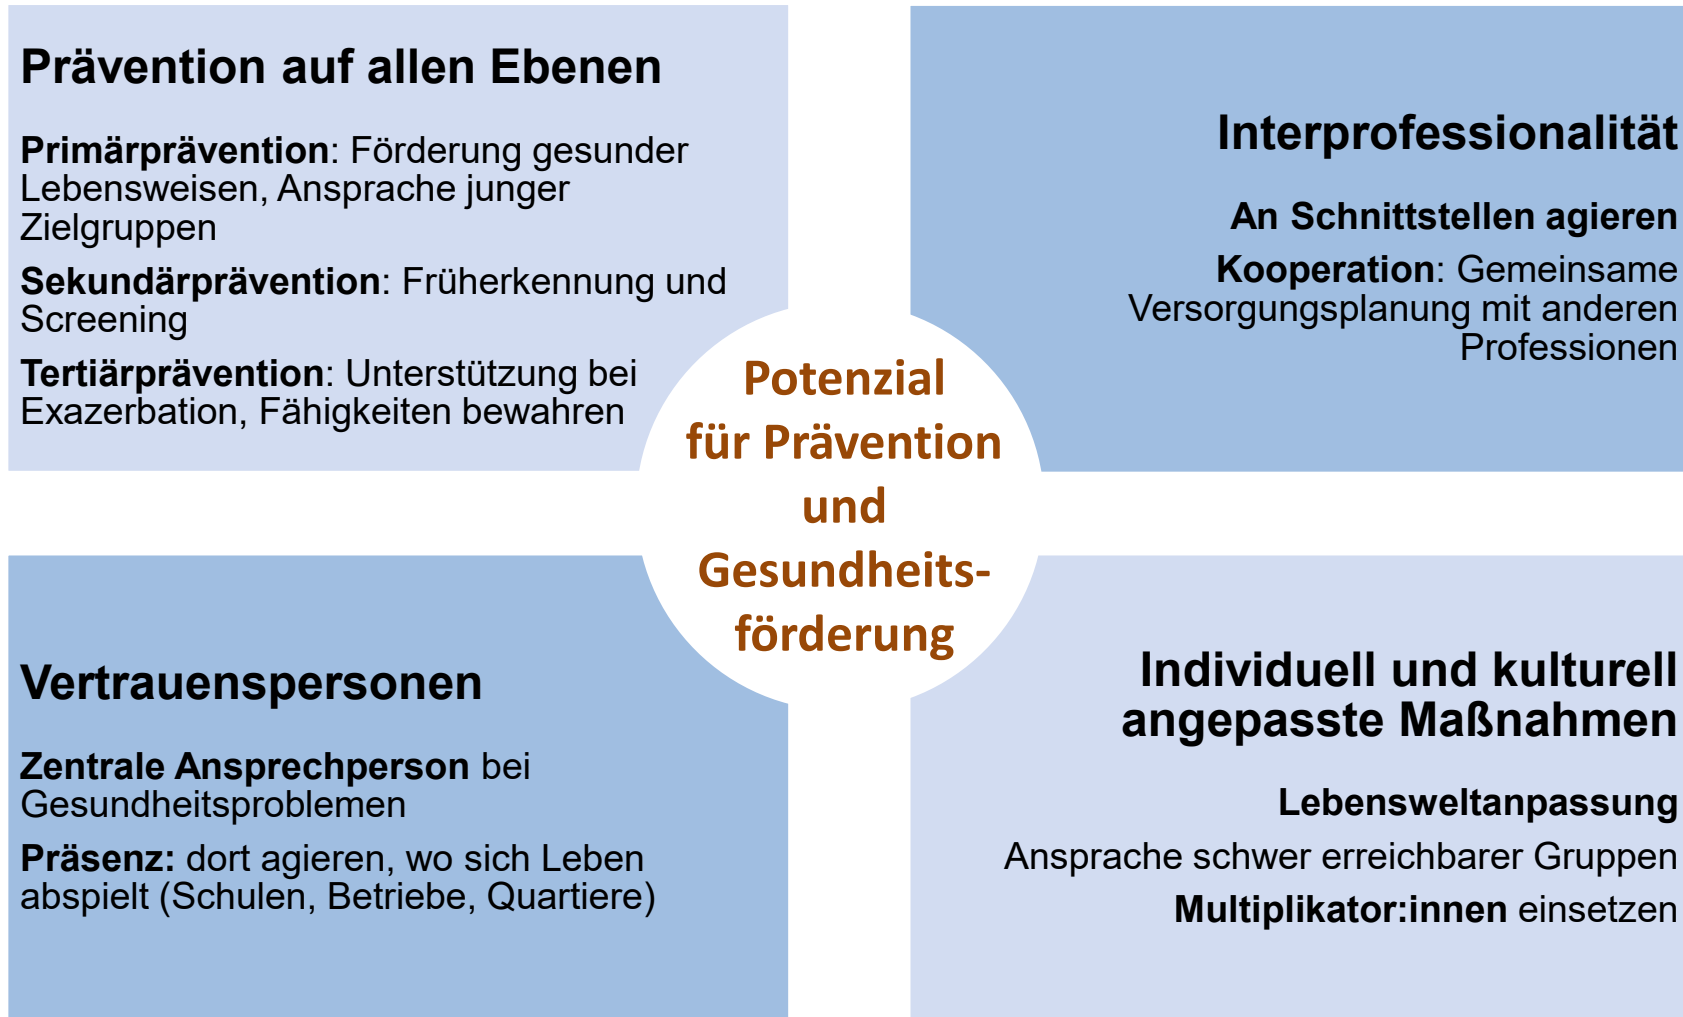 Prävention auf allen Ebenen
Primärprävention: Förderung gesunder
Lebensweisen, Ansprache junger
Zielgruppen
Sekundärprävention: Früherkennung und
Screening
Tertiärprävention: Unterstützung bei
Exazerbation, Fähigkeiten bewahren
Interprofessionalität
An Schnittstellen agieren
Kooperation: Gemeinsame
Versorgungsplanung mit anderen
Professionen
Potenzial
für Prävention
und
Gesundheits-
förderung
Vertrauenspersonen
Zentrale Ansprechperson bei
Gesundheitsproblemen
Präsenz: dort agieren, wo sich Leben
abspielt (Schulen, Betriebe, Quartiere)
Individuell und kulturell
angepasste Maßnahmen
Lebensweltanpassung
Ansprache schwer erreichbarer Gruppen
Multiplikator:innen einsetzen